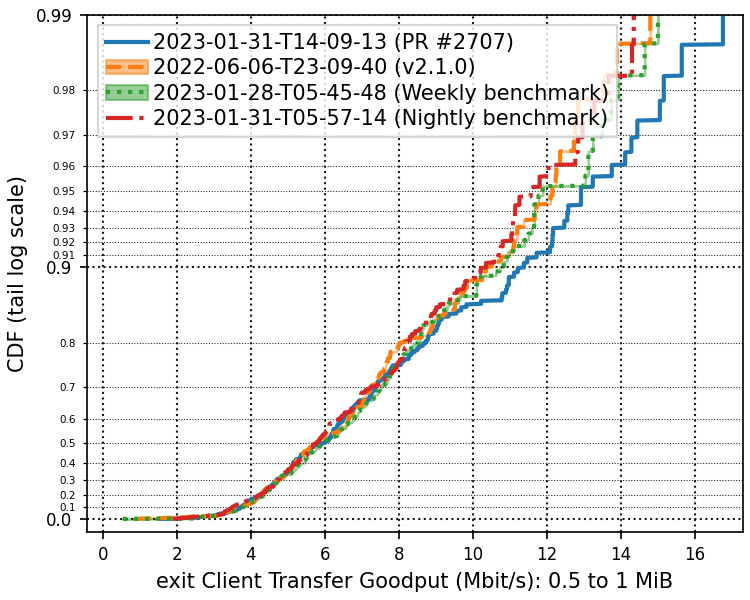 0.99
2023-01-31-T14-09-13 (PR #2707)
2022-06-06-T23-09-40 (v2.1.0)
2023-01-28-T05-45-48 (Weekly benchmark)
2023-01-31-T05-57-14 (Nightly benchmark)
0.98
0.97
0.96
0.95
0.94
0.93
0.92
0.91
0.9
0.8
0.7
0.6
0.5
0.4
0.3
0.2
0.1
0.0
CDF (tail log scale)
0 2 4 6 8 10 12 14 16
exit Client Transfer Goodput (Mbit/s): 0.5 to 1 MiB